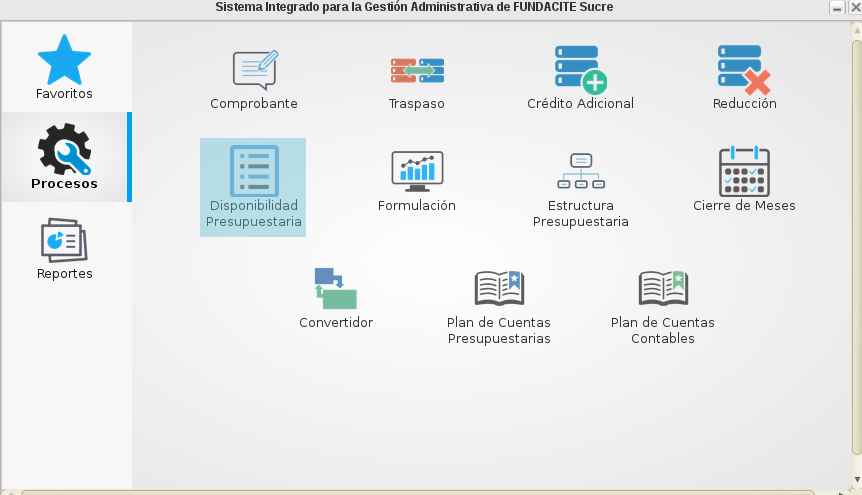 Sistema Integrado para la Gestión Administrativa de FUNDACITE Sucre
Favoritos
Procesos
Reportes
Comprobante
Traspaso
Crédito Adicional
Reducción
Disponibilidad
Presupuestaria
Formulación
Estructura
Presupuestaria
Cierre de Meses
Convertidor
Plan de Cuentas
Presupuestarias
Plan de Cuentas
Contables